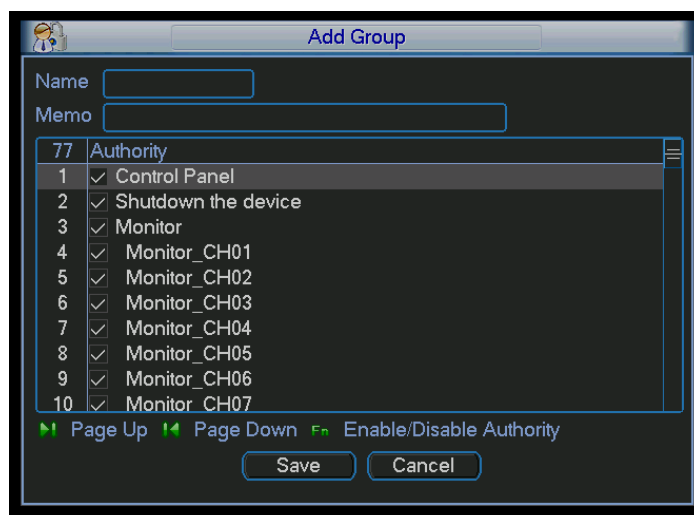 Add Group
Name
Memo
77 Authority
1 Control Panel
2 Shutdown the device
3 Monitor
4 Monitor_CH01
5 Monitor_CH02
6 Monitor_CH03
7 Monitor_CH04
8 Monitor_CH05
9 Monitor_CH06
10 Monitor_CH07
Page Up Page Down Fn Enable/Disable Authority
Save Cancel